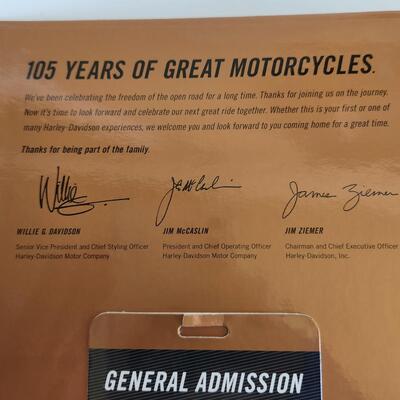 105 YEARS OF GREAT MOTORCYCLES.
We've been celebrating the freedom of the open road for a long time. Thanks for joining us on the journey.
Now it's time to look forward and celebrate our next great ride together. Whether this is your first or one of
many Harley-Davidson experiences, we welcome you and look forward to you coming home for a great time.
Thanks for being part of the family.
Willie G. J. McCaslin James Ziemer
WILLIE G. DAVIDSON JIM McCASLIN JIM ZIEMER
Senior Vice President and Chief Styling Officer President and Chief Operating Officer Chairman and Chief Executive Officer
Harley-Davidson Motor Company Harley-Davidson Motor Company Harley-Davidson, Inc.
GENERAL ADMISSION